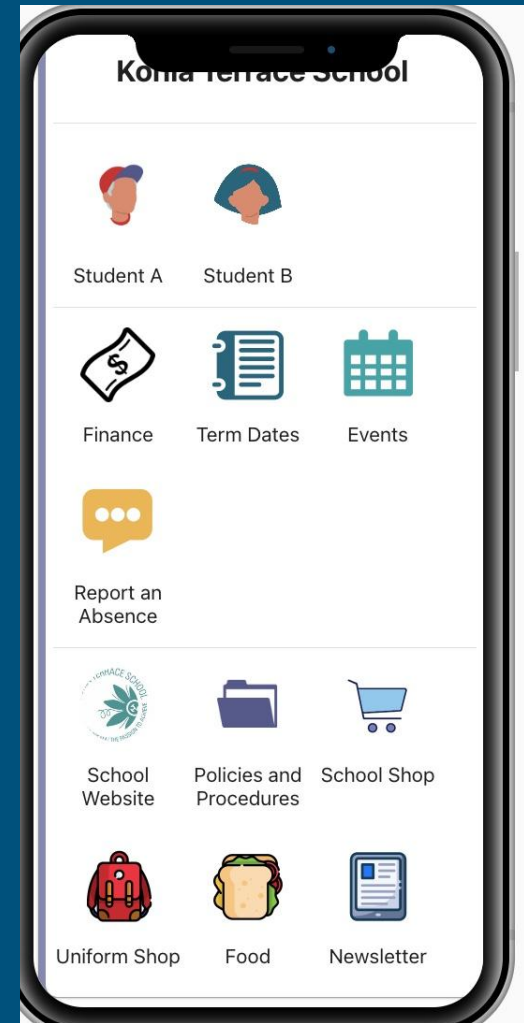 Kohia Terrace School
Student A
Student B
Finance
Term Dates
Events
Report an
Absence
School
Website
Policies and
Procedures
School Shop
Uniform Shop
Food
Newsletter